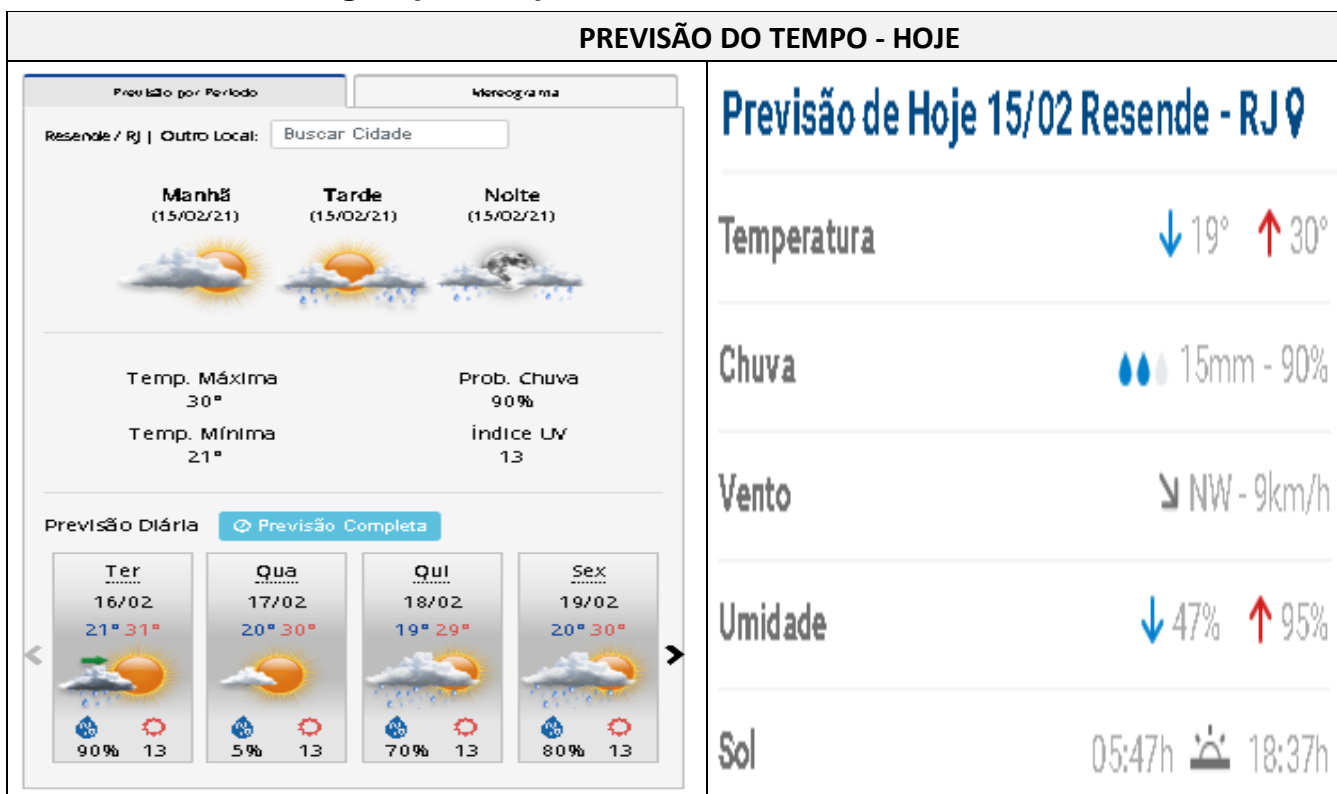 PREVISÃO DO TEMPO - HOJE
Previsão por Período
Meteograma
Resende / RJ | Outro Local: Buscar Cidade
Manhã Tarde Noite
(15/02/21) (15/02/21) (15/02/21)
Temp. Máxima Prob. Chuva
30° 90%
Temp. Mínima Índice UV
21° 13
Previsão Diária Previsão Completa
Ter Qua Qui Sex
16/02 17/02 18/02 19/02
21° 31° 20° 30° 19° 29° 20° 30°
90% 13 5% 13 70% 13 80% 13
Previsão de Hoje 15/02 Resende - RJ
Temperatura 19° 30°
Chuva 15mm - 90%
Vento NW - 9km/h
Umidade 47% 95%
Sol 05:47h 18:37h